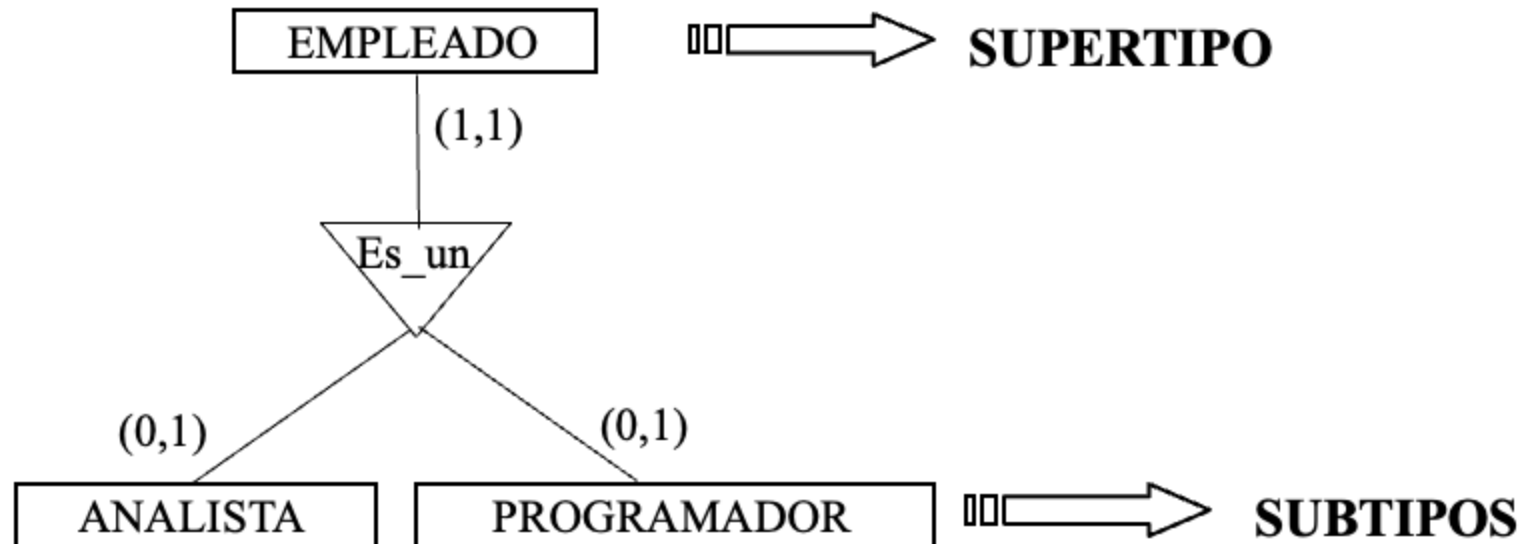 EMPLEADO
SUPERTIPO
(1,1)
Es_un
(0,1)
(0,1)
ANALISTA
PROGRAMADOR
SUBTIPOS